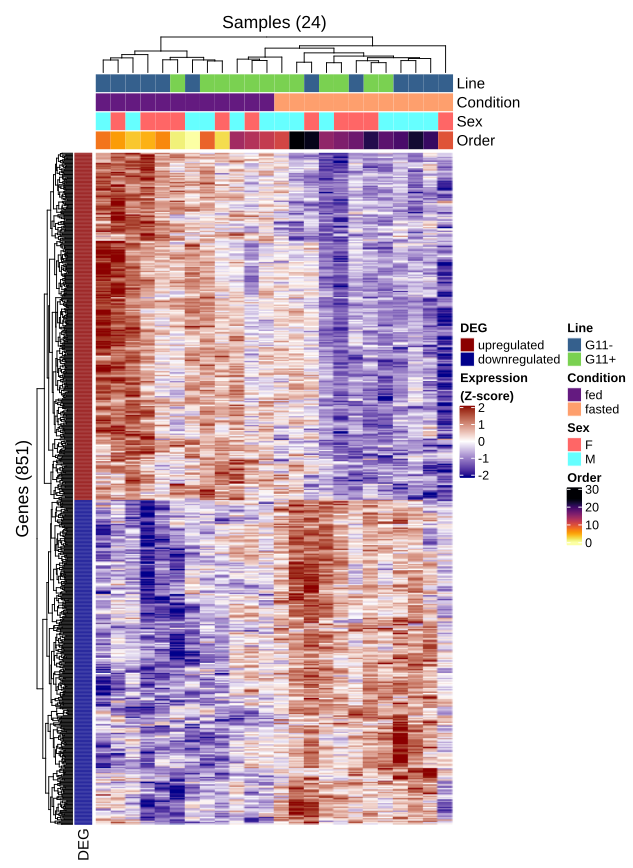 Samples (24)
Line
Condition
Sex
Order
Genes (851)
DEG
DEG
upregulated
downregulated
Expression
(Z-score)
2
1
0
-1
-2
Line
G11-
G11+
Condition
fed
fasted
Sex
F
M
Order
30
20
10
0